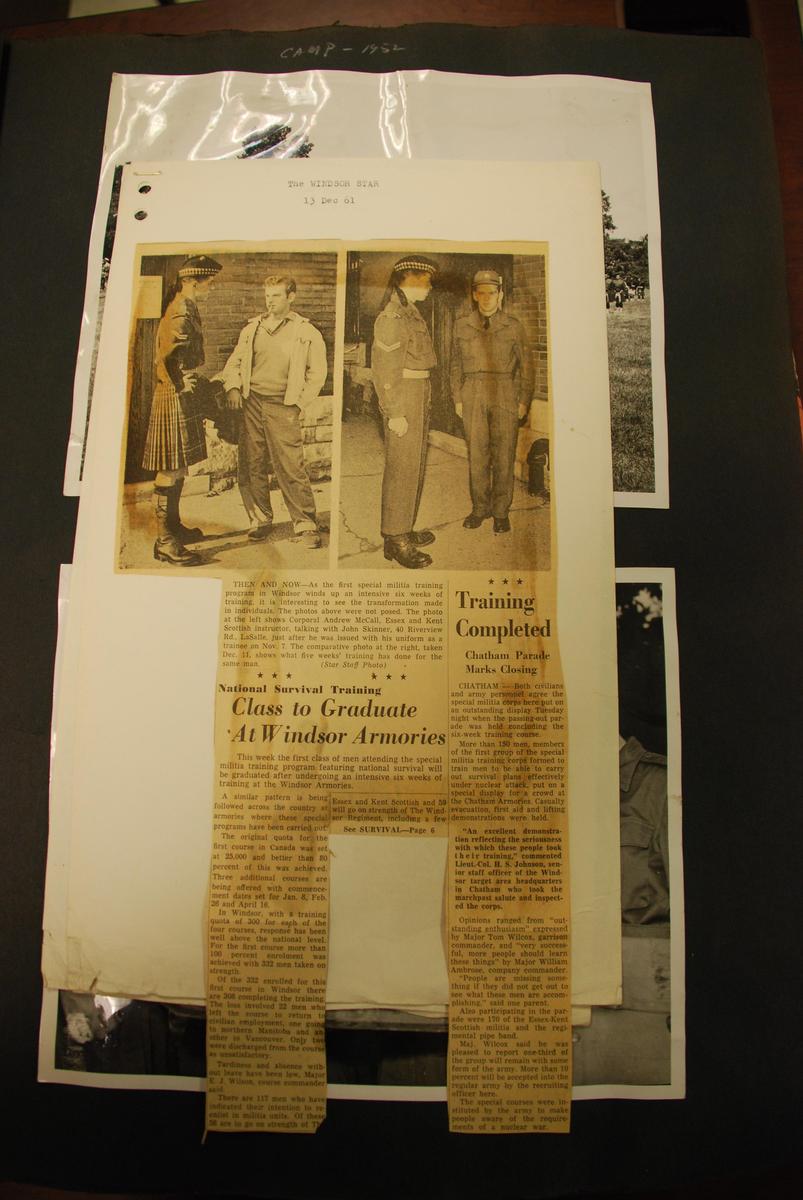 CAMP - 1952
The WINDSOR STAR
13 Dec 61
THEN AND NOW—As the first special militia training
program in Windsor winds up an intensive six weeks of
training, it is interesting to see the transformation made
in individuals. The photos above were not posed. The photo
at the left shows Corporal Andrew McCall, Essex and Kent
Scottish instructor, talking with John Skinner, 40 Riverview
Rd., LaSalle, just after he was issued with his uniform as a
trainee on Nov. 7. The comparative photo at the right, taken
Dec. 11, shows what five weeks' training has done for the
same man. (Star Staff Photo)
★ ★ ★ ★ ★ ★
National Survival Training
Class to Graduate
At Windsor Armories
This week the first class of men attending the special
militia training program featuring national survival will
be graduated after undergoing an intensive six weeks of
training at the Windsor Armories.
A similar pattern is being
followed across the country at
armories where these special
programs have been carried out.
The original quota for the
first course in Canada was set
at 25,000 and better than 80
percent of this was achieved.
Three additional courses are
being offered with commence-
ment dates set for Jan. 8, Feb.
26 and April 16.
In Windsor, with a training
quota of 300 for each of the
four courses, response has been
well above the national level.
For the first course more than
100 percent enrolment was
achieved with 332 men taken on
strength.
Of the 332 enrolled for this
first course in Windsor there
are 308 completing the training.
The loss involved 22 men who
left the course to return to
civilian employment, one going
to northern Manitoba and an-
other to Vancouver. Only two
were discharged from the course
as unsatisfactory.
Tardiness and absence with-
out leave have been low, Major
E. J. Wilson, course commander
said.
There are 117 men who have
indicated their intention to re-
enlist in militia units. Of these
56 are to go on strength of Th
Essex and Kent Scottish and 59
will go on strength of The Wind-
sor Regiment, including a few
See SURVIVAL—Page 6
★ ★ ★
Training
Completed
Chatham Parade
Marks Closing
CHATHAM — Both civilians
and army personnel agree the
special militia corps here put on
an outstanding display Tuesday
night when the passing-out par-
ade was held concluding the
six-week training course.
More than 150 men, members
of the first group of the special
militia training corps formed to
train men to be able to carry
out survival plans effectively
under nuclear attack, put on a
special display for a crowd at
the Chatham Armories. Casualty
evacuation, first aid and lifting
demonstrations were held.
"An excellent demonstra-
tion reflecting the seriousness
with which these people took
their training," commented
Lieut.-Col. H. S. Johnson, sen-
ior staff officer of the Wind-
sor target area headquarters
in Chatham who took the
marchpast salute and inspect-
ed the corps.
Opinions ranged from "out-
standing enthusiasm" expressed
by Major Tom Wilcox, garrison
commander, and "very success-
ful, more people should learn
these things" by Major William
Ambrose, company commander.
"People are missing some-
thing if they did not get out to
see what these men are accom-
plishing," said one parent.
Also participating in the par-
ade were 170 of the Essex-Kent
Scottish militia and the regi-
mental pipe band.
Maj. Wilcox said he was
pleased to report one-third of
the group will remain with some
form of the army. More than 10
percent will be accepted into the
regular army by the recruiting
officer here.
The special courses were in-
stituted by the army to make
people aware of the require-
ments of a nuclear war.